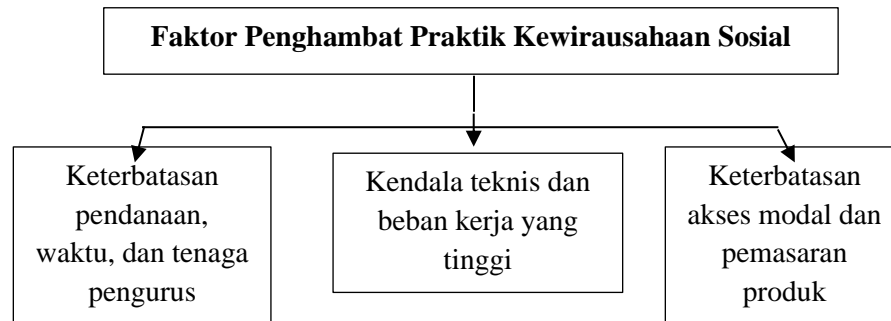 Faktor Penghambat Praktik Kewirausahaan Sosial
Keterbatasan
pendanaan,
waktu, dan tenaga
pengurus
Kendala teknis dan
beban kerja yang
tinggi
Keterbatasan
akses modal dan
pemasaran
produk